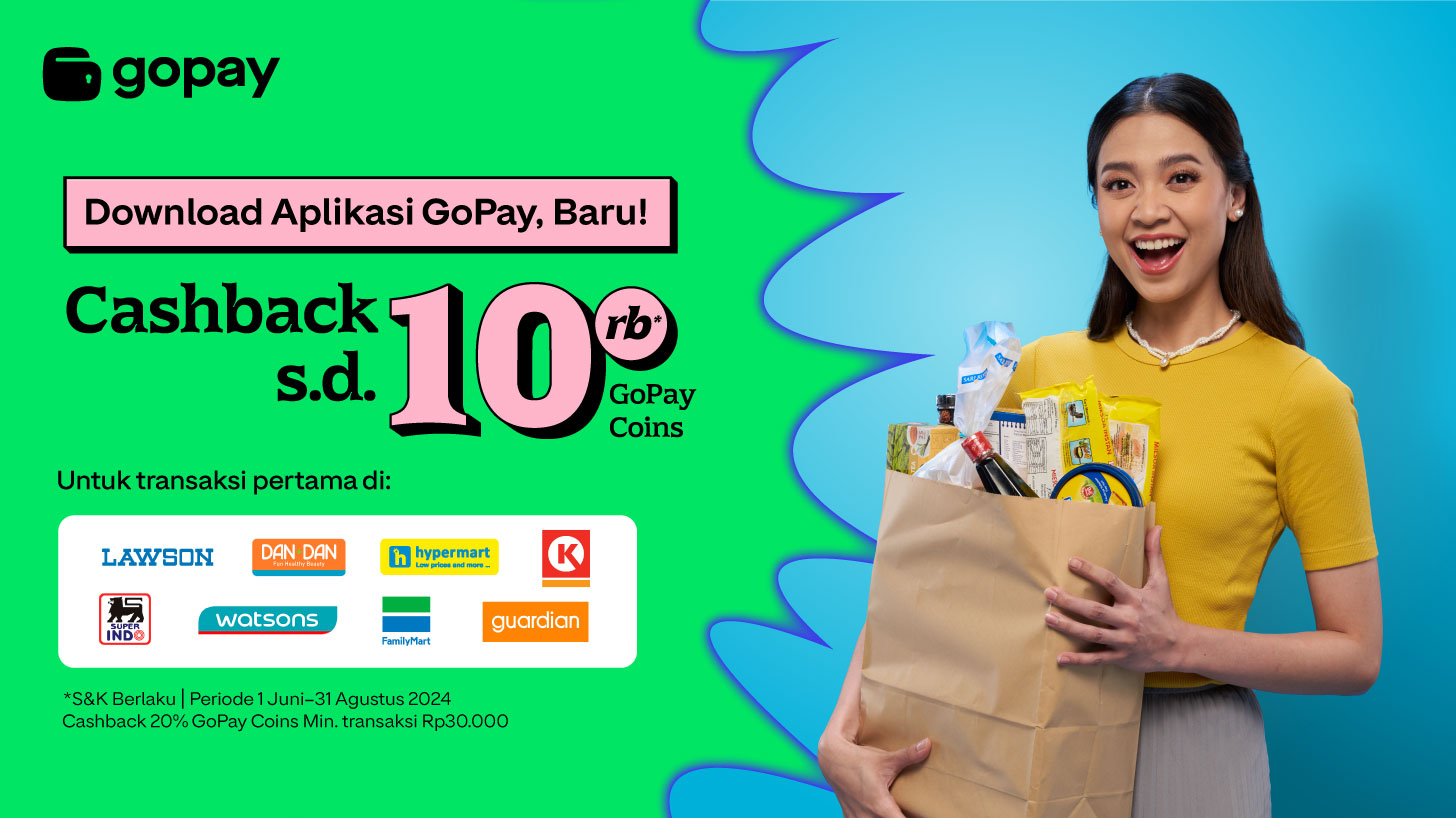 gopay
Download Aplikasi GoPay, Baru!
Cashback
s.d. 10 rb*
GoPay
Coins
Untuk transaksi pertama di:
LAWSON
DAN+DAN
For Healthy Beauty
h hypermart
Low prices and more ...
K
SUPER
INDO
watsons
FamilyMart
guardian
*S&K Berlaku | Periode 1 Juni–31 Agustus 2024
Cashback 20% GoPay Coins Min. transaksi Rp30.000